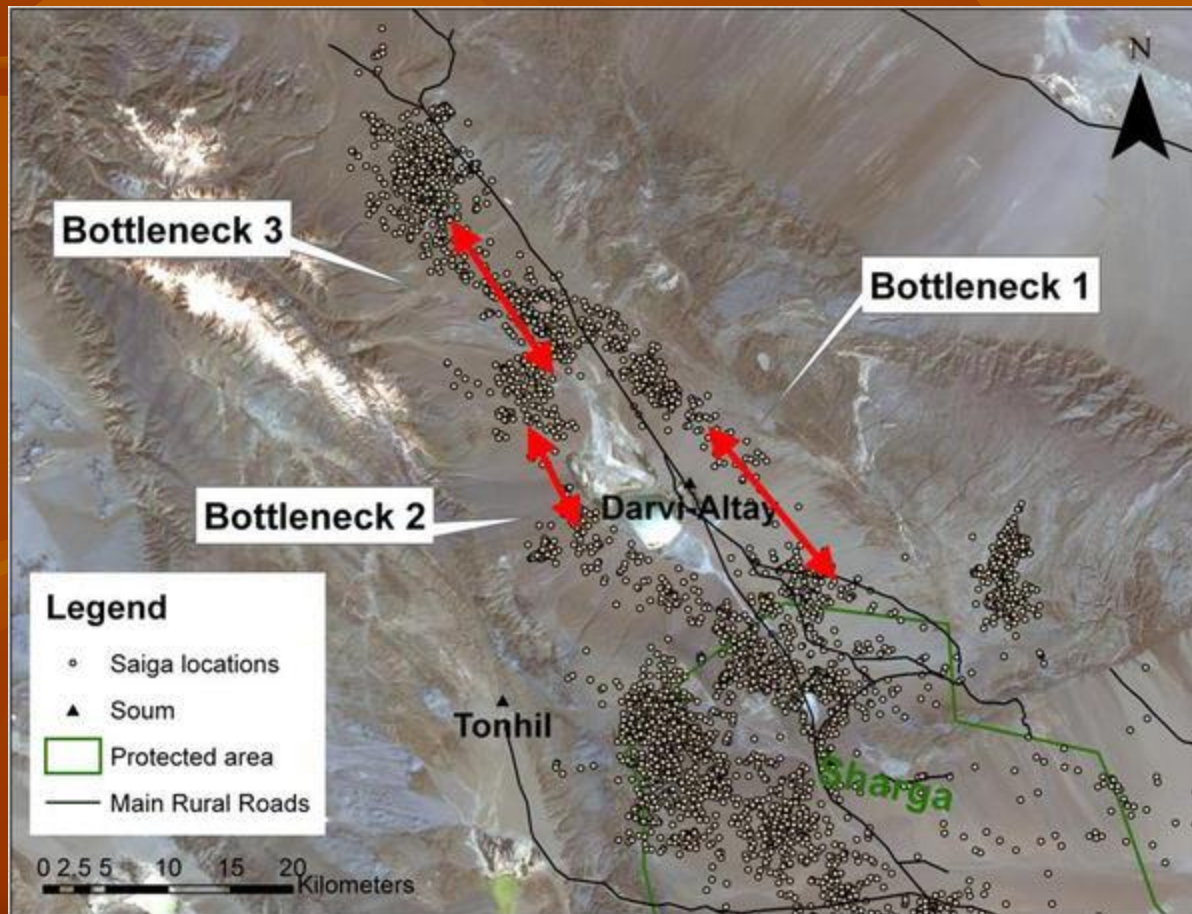 N
Bottleneck 3
Bottleneck 1
Bottleneck 2
Darvi-Altay
Legend
Saiga locations
Soum
Protected area
Main Rural Roads
Tonhil
Sharga
0 2.5 5 10 15 20
Kilometers